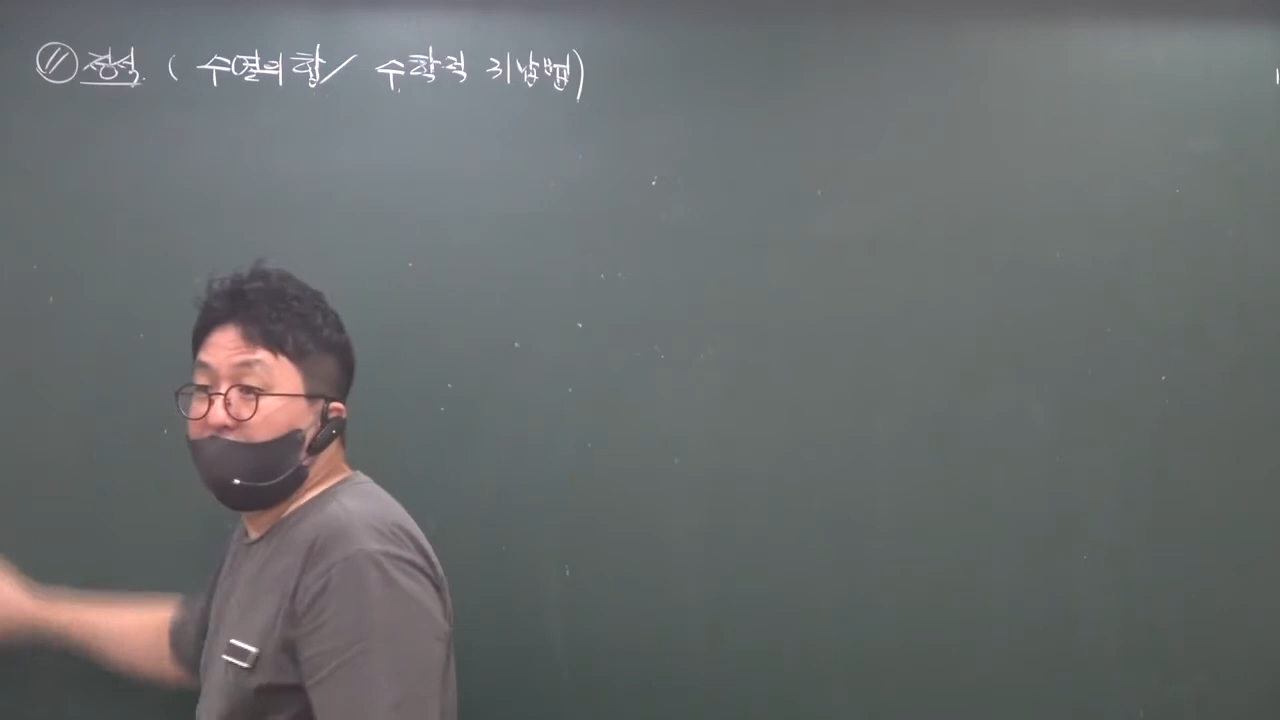 ⑪ 정석. ( 수열의 합 / 수학적 귀납법)